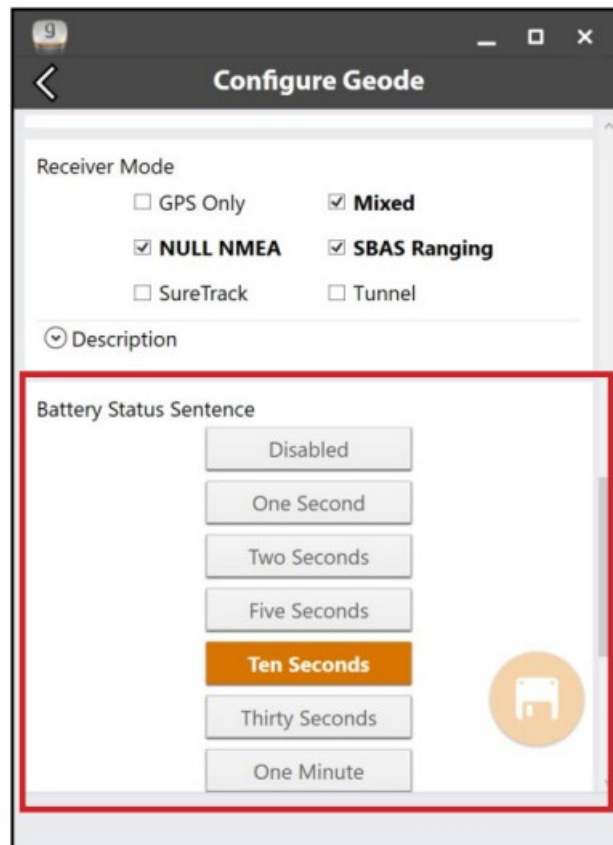 g
Configure Geode
Receiver Mode
GPS Only Mixed
NULL NMEA SBAS Ranging
SureTrack Tunnel
Description
Battery Status Sentence
Disabled
One Second
Two Seconds
Five Seconds
Ten Seconds
Thirty Seconds
One Minute